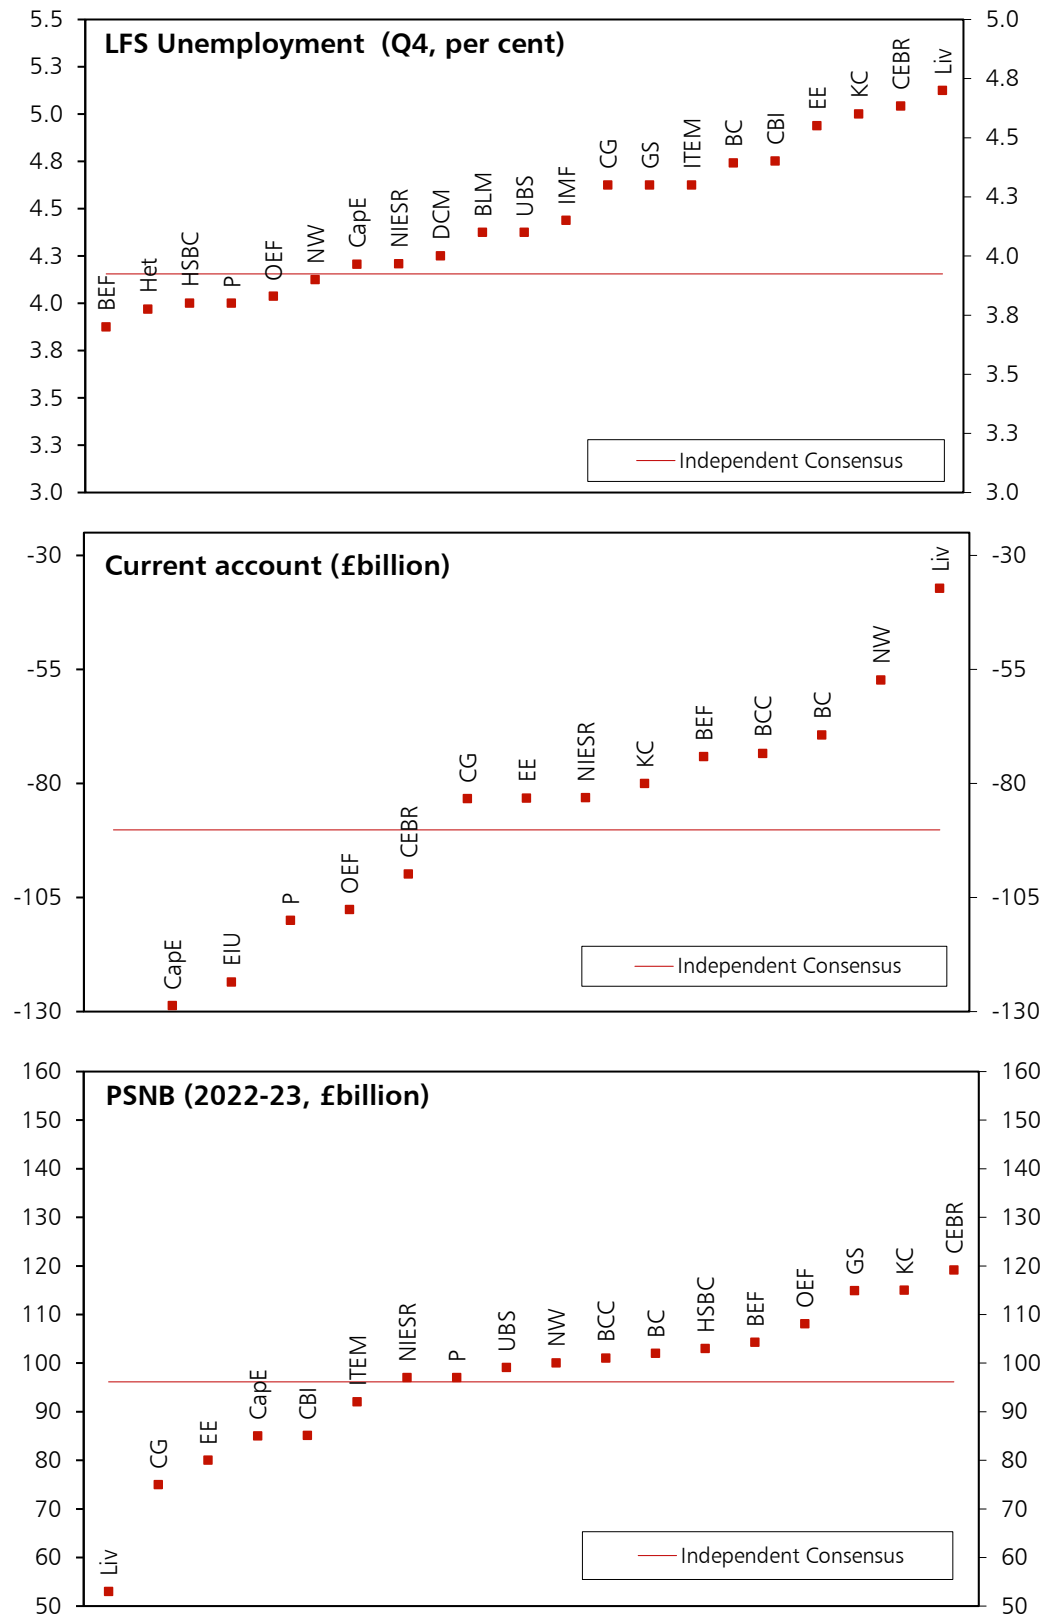 LFS Unemployment (Q4, per cent)
5.5
5.3
5.0
4.8
4.5
4.3
4.0
3.8
3.5
3.3
3.0
BEF
Het
HSBC
P
OEF
NW
CapE
NIESR
DCM
BLM
UBS
IMF
CG
GS
ITEM
BC
CBI
EE
KC
CEBR
Liv
5.0
4.8
4.5
4.3
4.0
3.8
3.5
3.3
3.0
Independent Consensus
Current account (£billion)
-30
-55
-80
-105
-130
CapE
EIU
P
OEF
CEBR
CG
EE
NIESR
KC
BEF
BCC
BC
NW
Liv
-30
-55
-80
-105
-130
Independent Consensus
PSNB (2022-23, £billion)
160
150
140
130
120
110
100
90
80
70
60
50
Liv
CG
EE
CapE
CBI
ITEM
NIESR
P
UBS
NW
BCC
BC
HSBC
BEF
OEF
GS
KC
CEBR
160
150
140
130
120
110
100
90
80
70
60
50
Independent Consensus